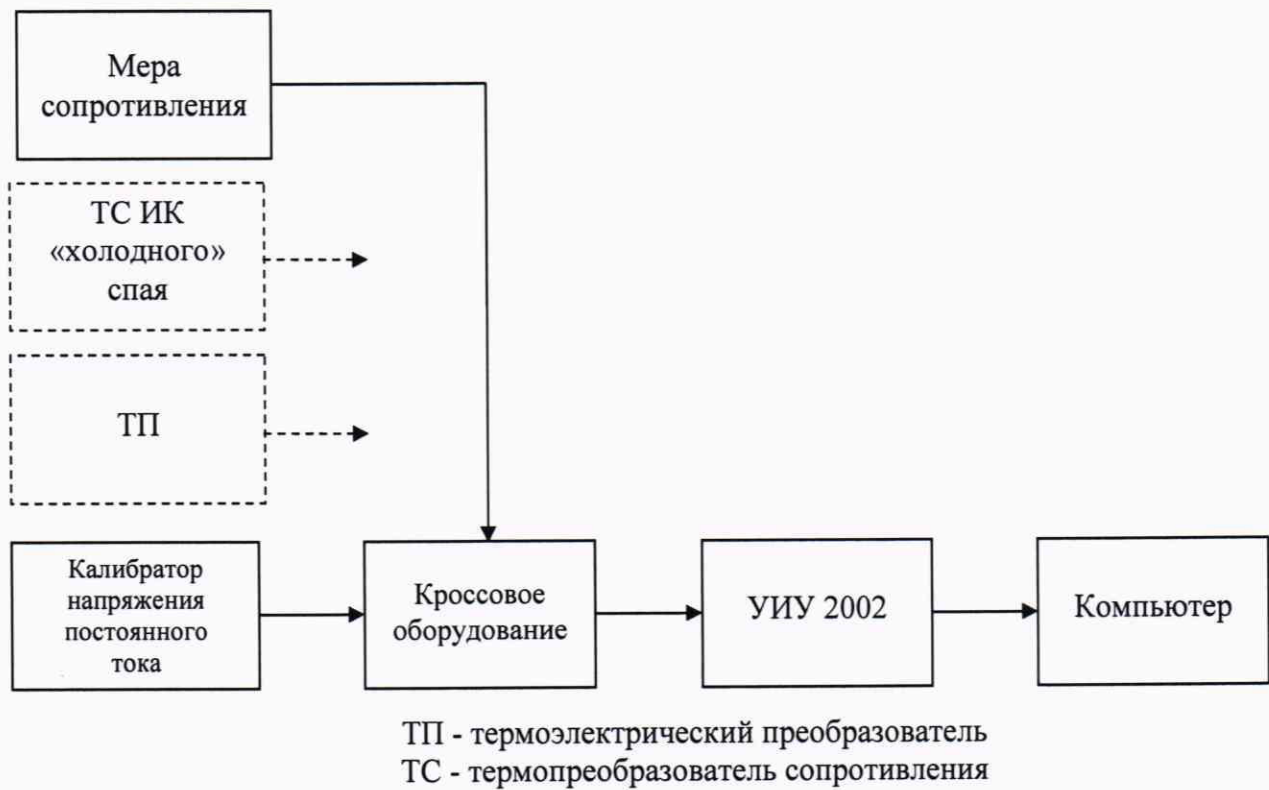 Мера
сопротивления
ТС ИК
«холодного»
спая
ТП
Калибратор
напряжения
постоянного
тока
Кроссовое
оборудование
УИУ 2002
Компьютер
ТП - термоэлектрический преобразователь
ТС - термопреобразователь сопротивления